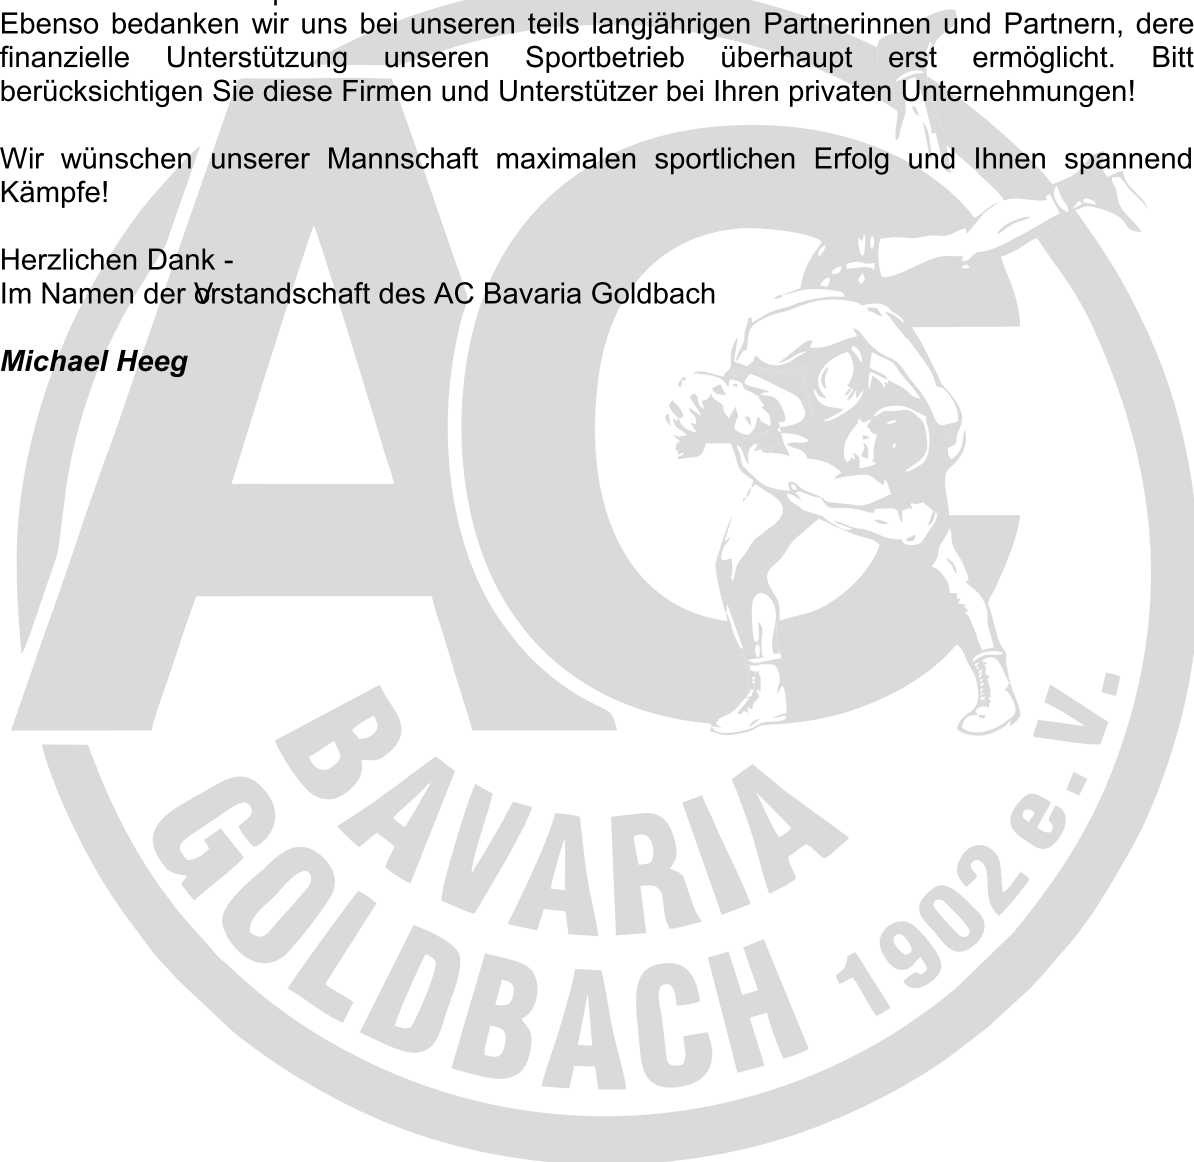 Ebenso bedanken wir uns bei unseren teils langjährigen Partnerinnen und Partnern, dere
finanzielle Unterstützung unseren Sportbetrieb überhaupt erst ermöglicht. Bitt
berücksichtigen Sie diese Firmen und Unterstützer bei Ihren privaten Unternehmungen!
Wir wünschen unserer Mannschaft maximalen sportlichen Erfolg und Ihnen spannend
Kämpfe!
Herzlichen Dank -
Im Namen der Vorstandschaft des AC Bavaria Goldbach
Michael Heeg
AC
BAVARIA
GOLDBACH 1902 e.V.